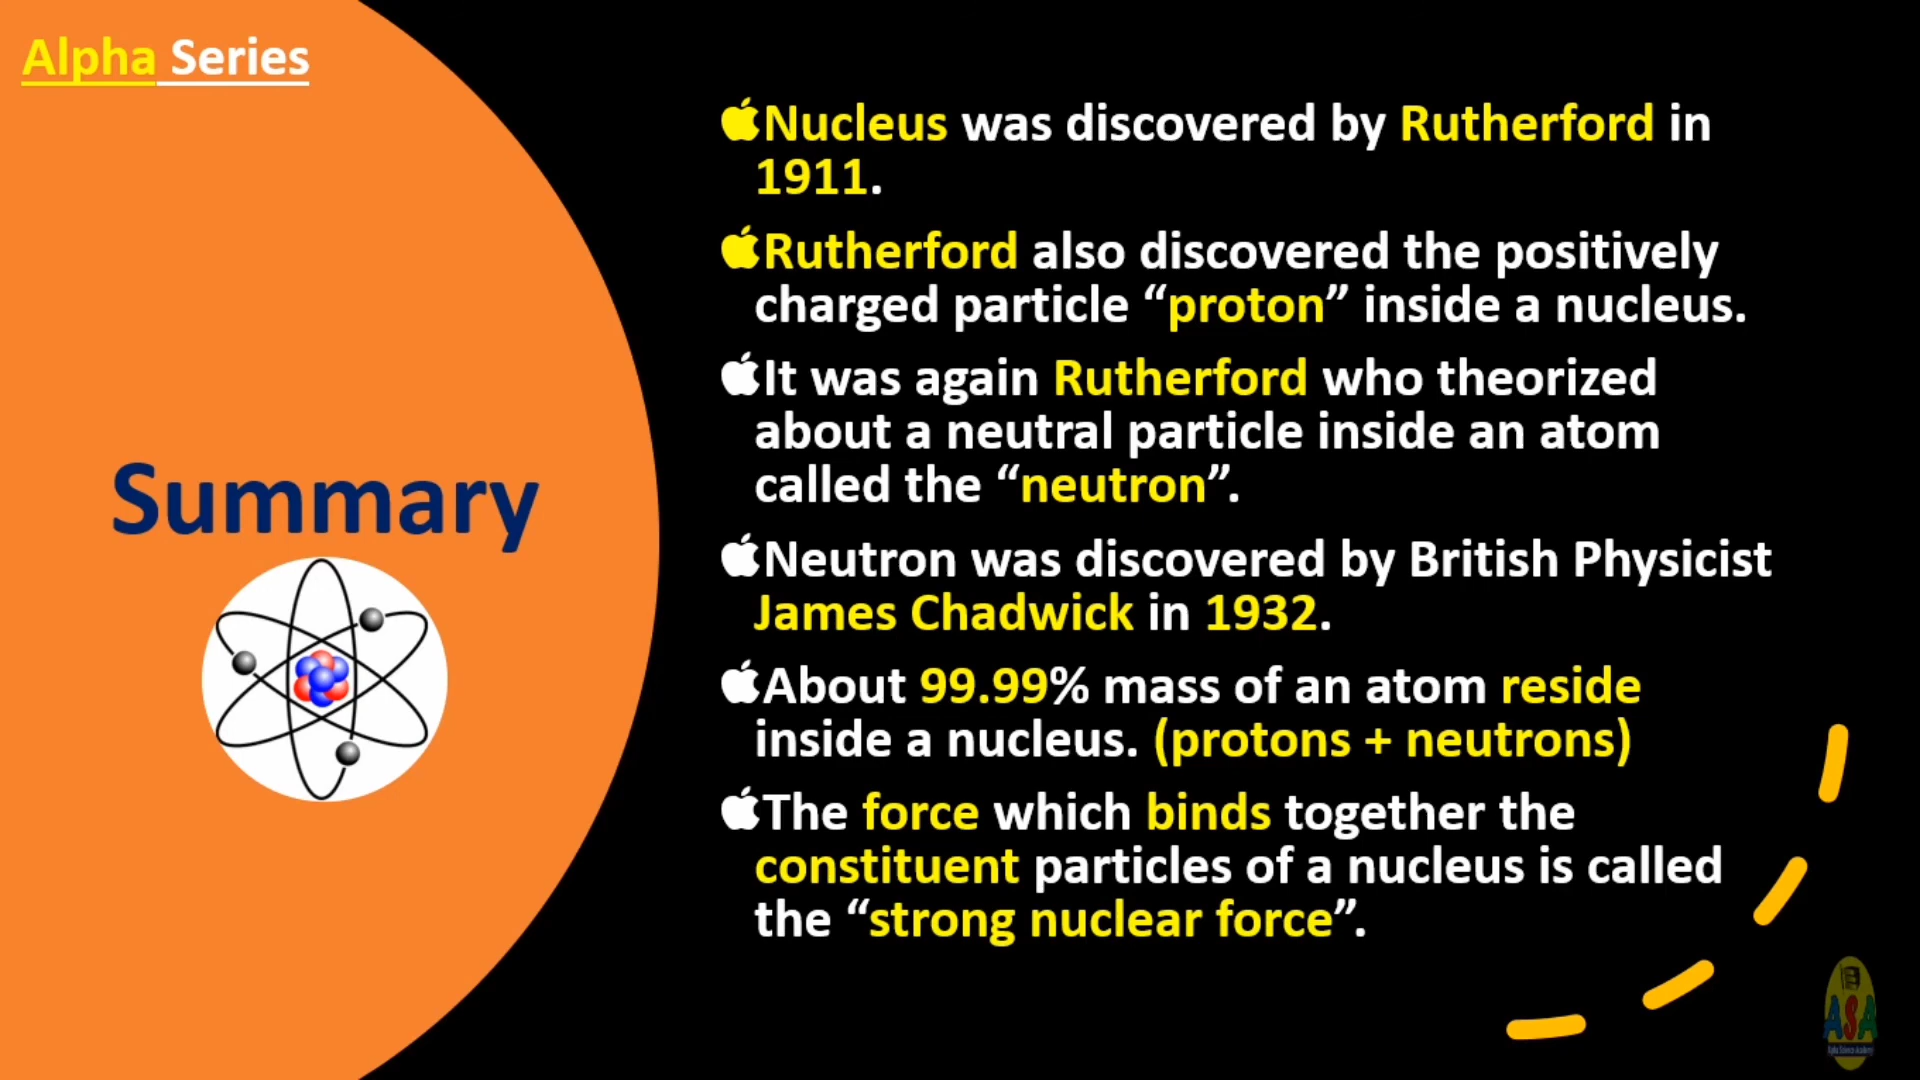 Alpha Series
Summary
Nucleus was discovered by Rutherford in
1911.
Rutherford also discovered the positively
charged particle “proton” inside a nucleus.
It was again Rutherford who theorized
about a neutral particle inside an atom
called the “neutron”.
Neutron was discovered by British Physicist
James Chadwick in 1932.
About 99.99% mass of an atom reside
inside a nucleus. (protons + neutrons)
The force which binds together the
constituent particles of a nucleus is called
the “strong nuclear force”.
ASA